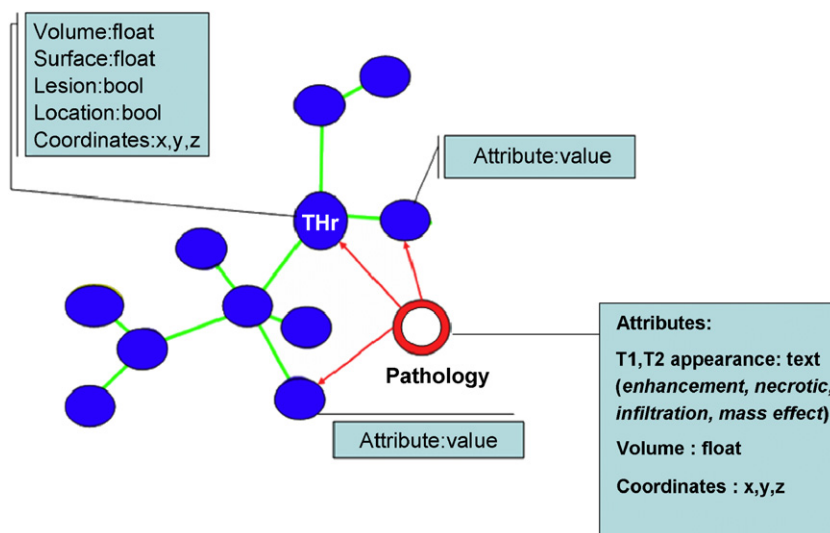 Volume:float
Surface:float
Lesion:bool
Location:bool
Coordinates:x,y,z
Attribute:value
THr
Pathology
Attribute:value
Attributes:
T1,T2 appearance: text
(enhancement, necrotic,
infiltration, mass effect)
Volume : float
Coordinates : x,y,z